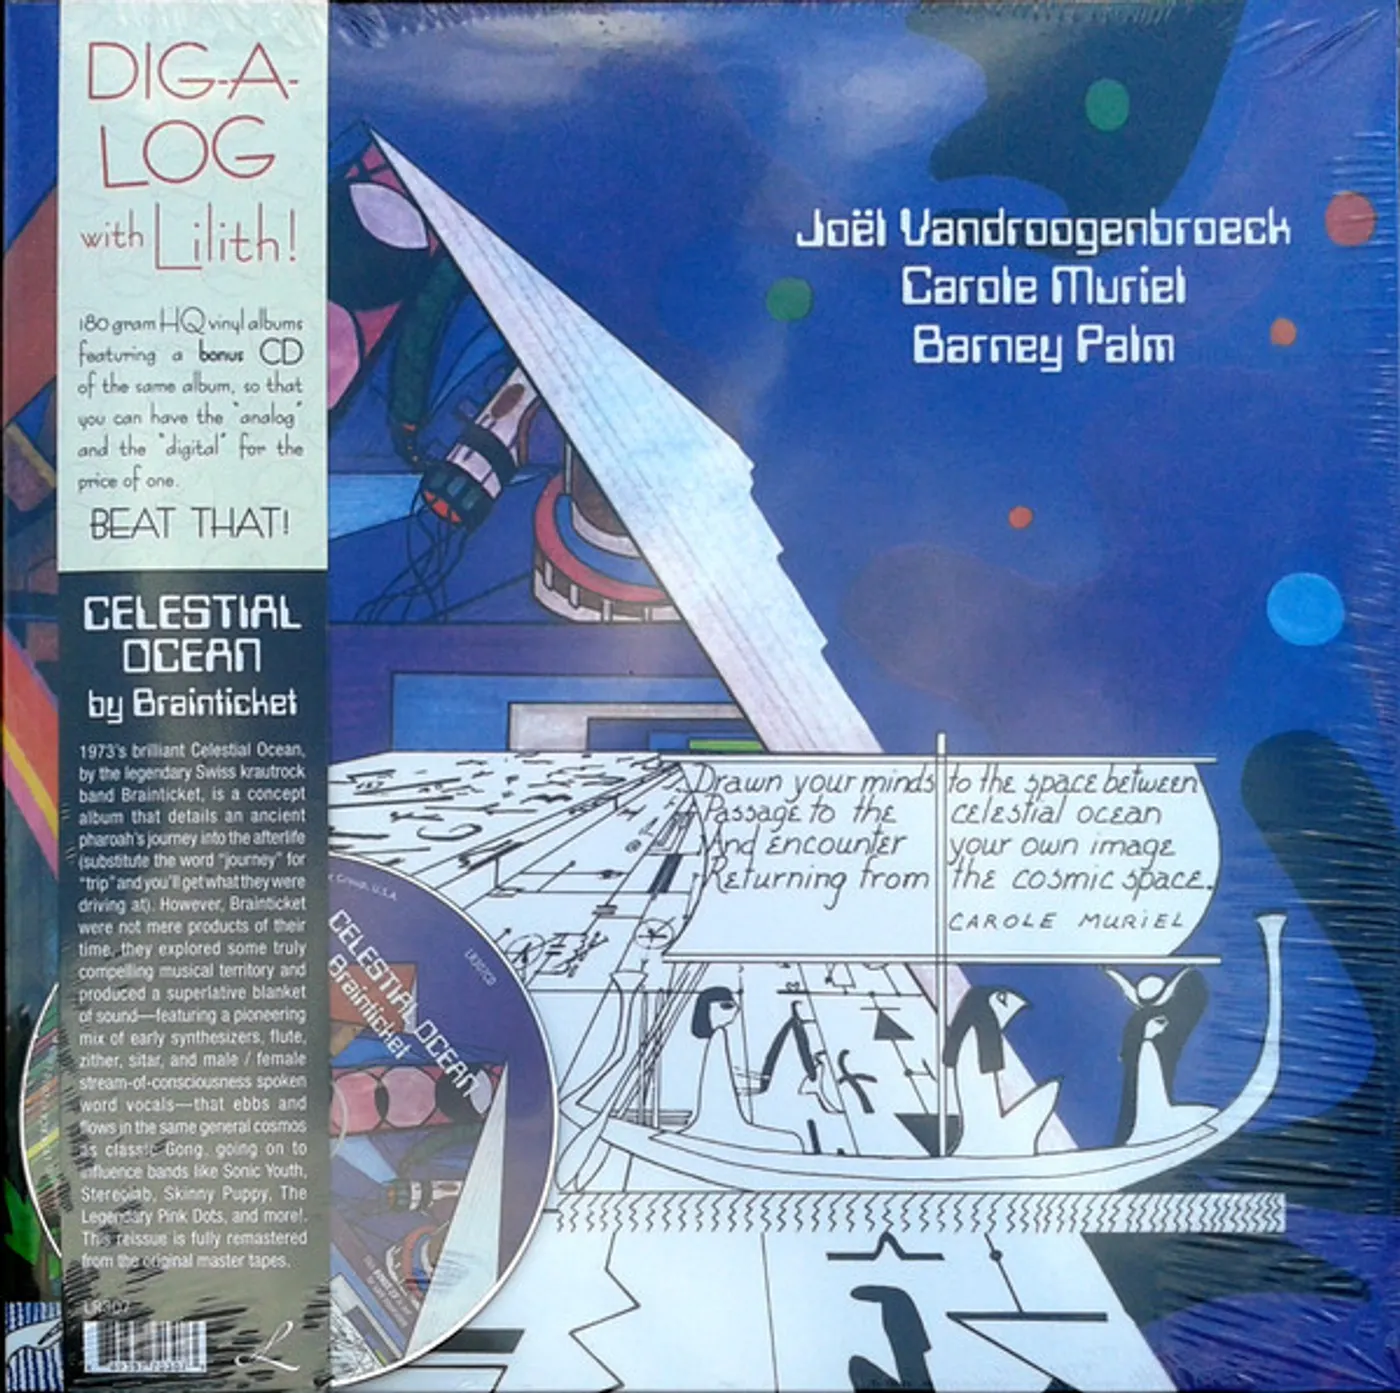 DIG-A-
LOG
with Lilith!
180 gram HQ vinyl albums
featuring a bonus CD
of the same album, so that
you can have the "analog"
and the "digital" for the
price of one.
BEAT THAT!
CELESTIAL
OCEAN
by Brainticket
1973's brilliant Celestial Ocean,
by the legendary Swiss krautrock
band Brainticket, is a concept
album that details an ancient
pharoah's journey into the afterlife
(substitute the word "journey" for
"trip" and you'll get what they were
driving at). However, Brainticket
were not mere products of their
time, they explored some truly
compelling musical territory and
produced a superlative blanket
of sound—featuring a pioneering
mix of early synthesizers, flute,
zither, sitar, and male / female
stream-of-consciousness spoken
word vocals—that ebbs and
flows in the same general cosmos
as classic Gong, going on to
influence bands like Sonic Youth,
Stereolab, Skinny Puppy, The
Legendary Pink Dots, and more!.
This reissue is fully remastered
from the original master tapes.
LR307
L
Joël Vandroogenbroeck
Carole Muriel
Barney Palm
Drawn your minds to the space between
Passage to the celestial ocean
And encounter your own image
Returning from the cosmic space.
CAROLE MURIEL
Group, U.S.A.
LR307CD
CELESTIAL OCEAN
Brainticket